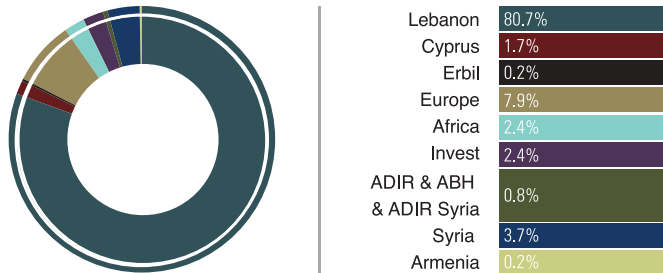 Lebanon 80.7%
Cyprus 1.7%
Erbil 0.2%
Europe 7.9%
Africa 2.4%
Invest 2.4%
ADIR & ABH
& ADIR Syria 0.8%
Syria 3.7%
Armenia 0.2%